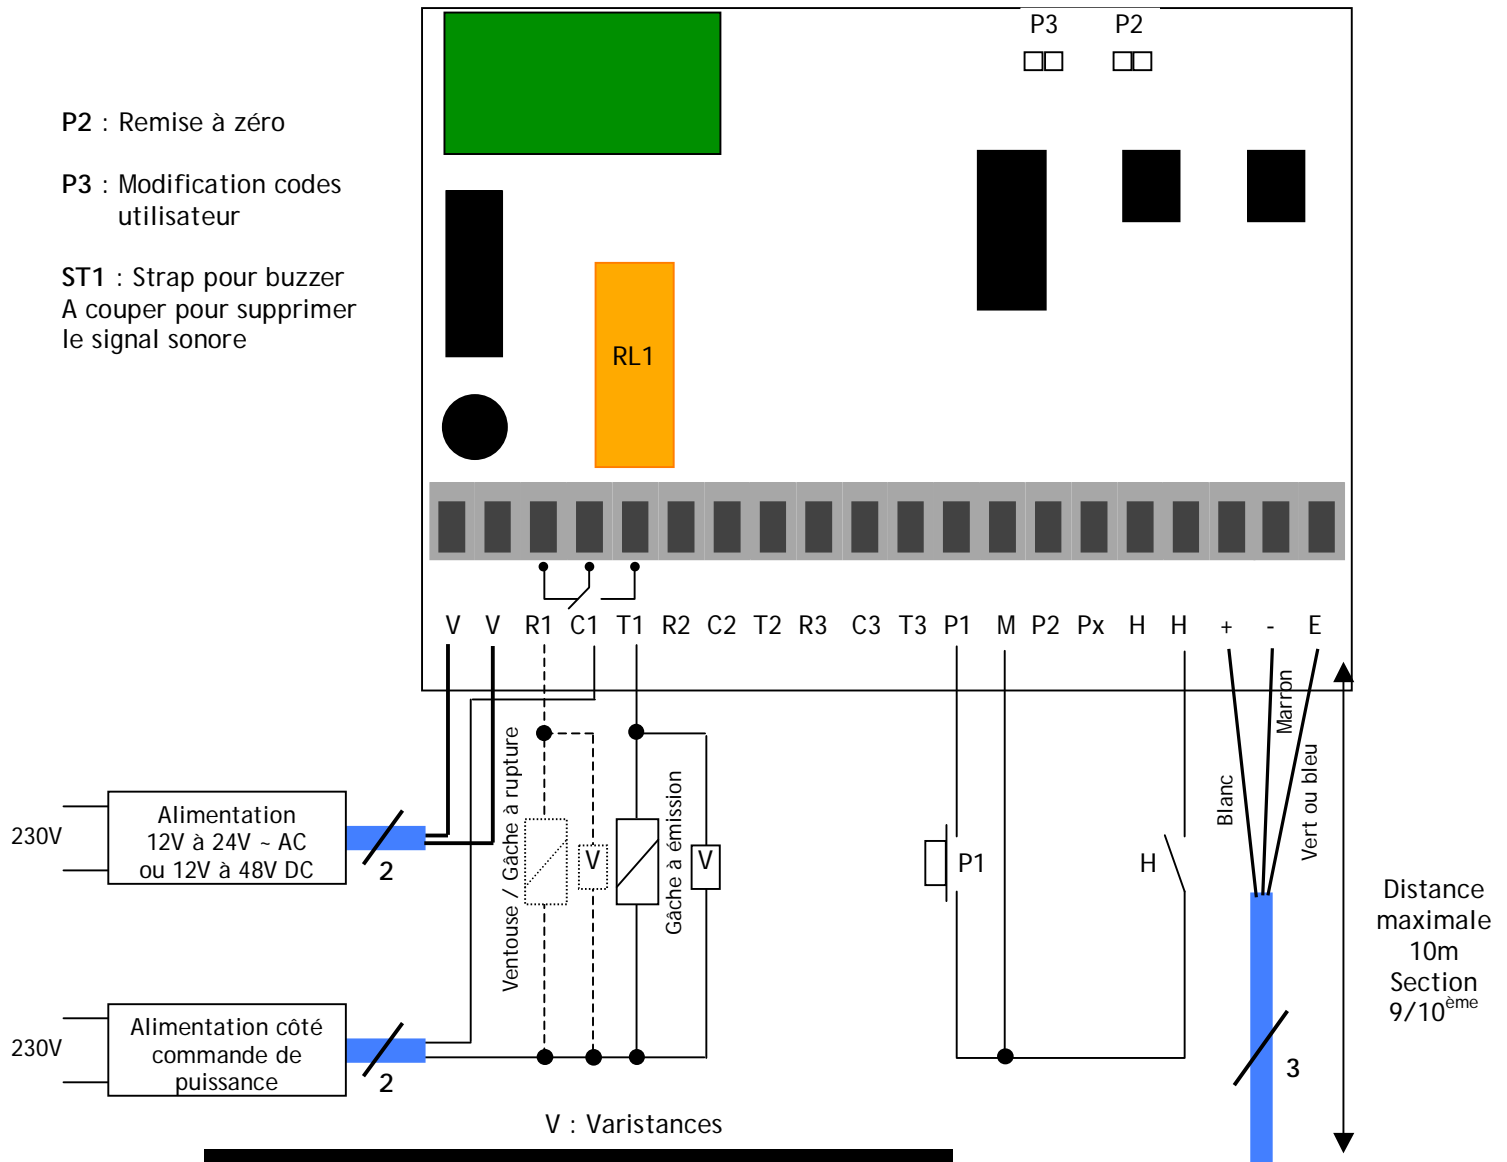 P3 P2
P2 : Remise à zéro
P3 : Modification codes
utilisateur
ST1 : Strap pour buzzer
A couper pour supprimer
le signal sonore
RL1
V V R1 C1 T1 R2 C2 T2 R3 C3 T3 P1 M P2 Px H H + - E
Ventouse / Gâche à rupture
V
Gâche à émission
V
P1
H
Blanc
Marron
Vert ou bleu
230V
Alimentation
12V à 24V ~ AC
ou 12V à 48V DC
2
230V
Alimentation côté
commande de
puissance
2
3
Distance
maximale
10m
Section
9/10ème
V : Varistances